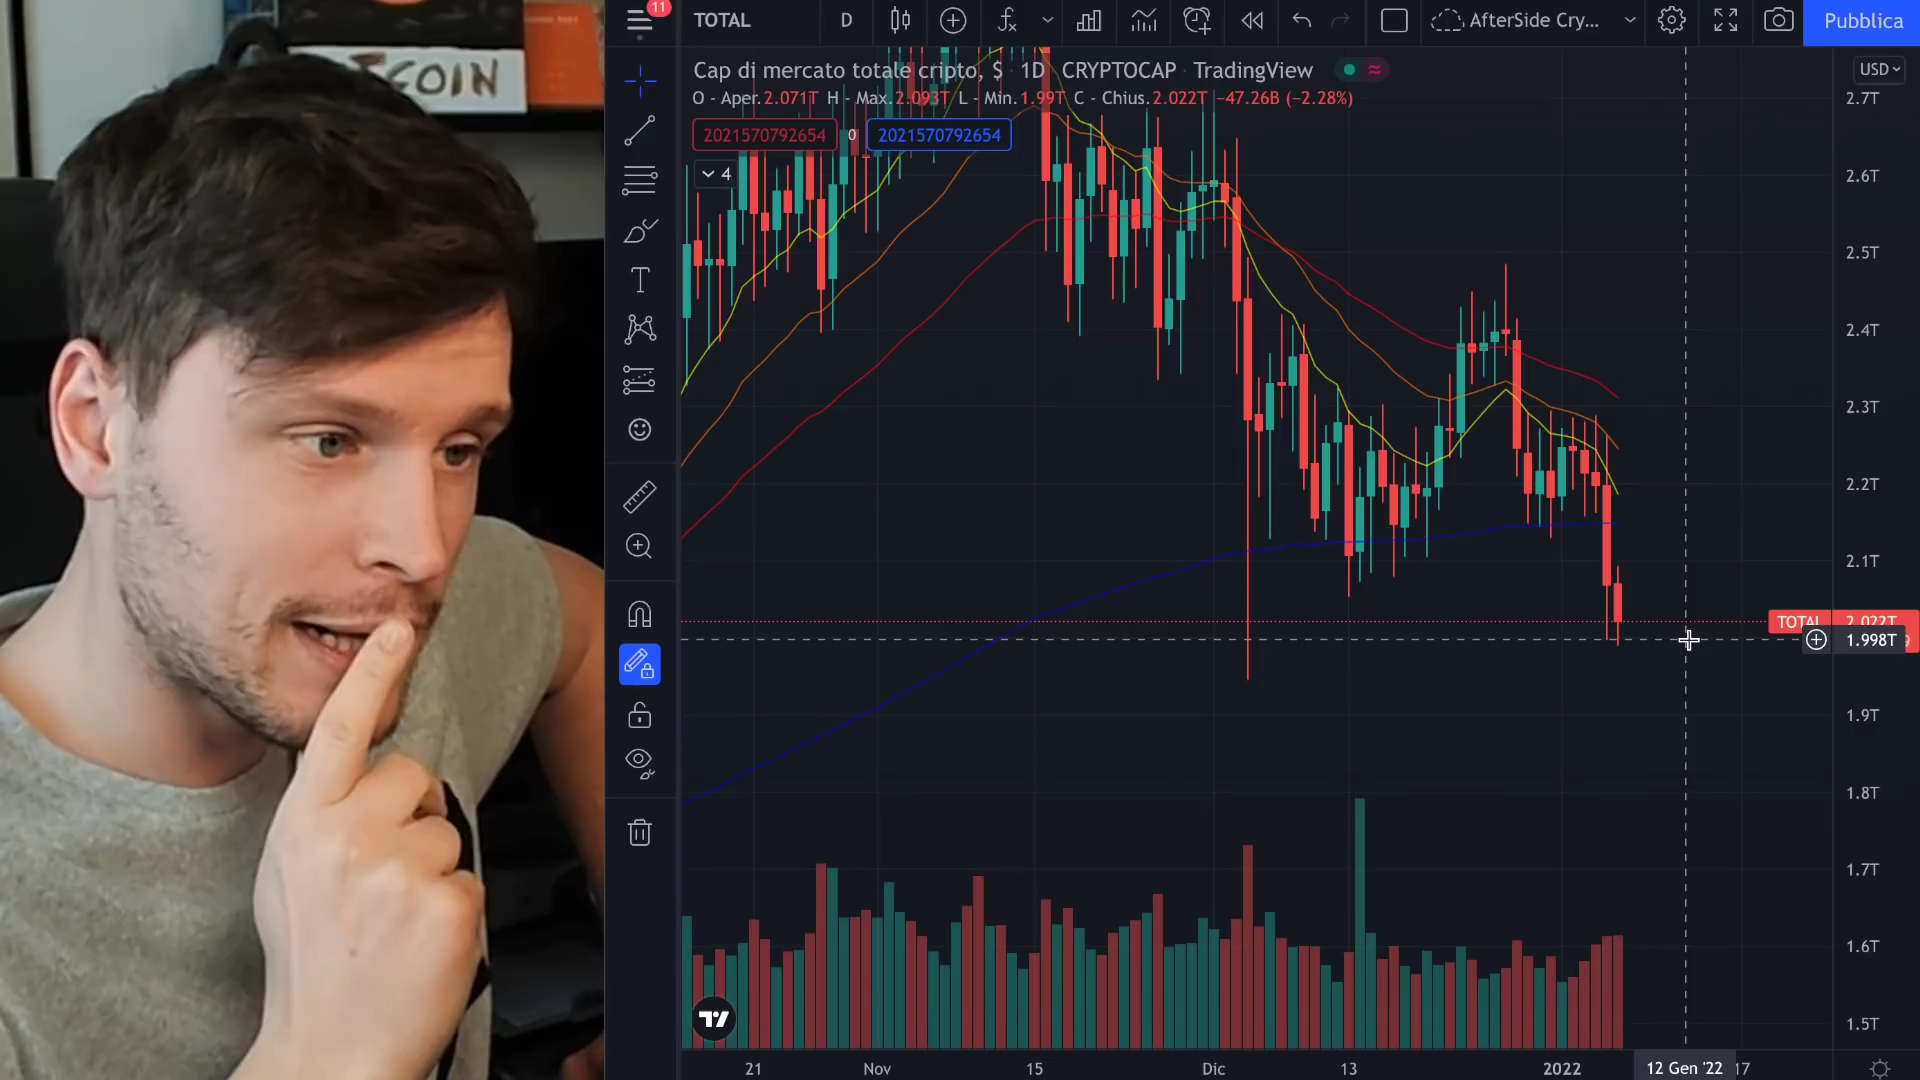 COIN
11
TOTAL
D
AfterSide Cry...
Pubblica
Cap di mercato totale cripto, $ · 1D · CRYPTOCAP · TradingView
O - Aper.2.071T H - Max.2.093T L - Min.1.99T C - Chius.2.022T −47.26B (−2.28%)
2021570792654
0
2021570792654
4
USD
2.7T
2.6T
2.5T
2.4T
2.3T
2.2T
2.1T
TOTAL 2.022T
1.998T
1.9T
1.8T
1.7T
1.6T
1.5T
21
Nov
15
Dic
13
2022
12 Gen '22
17